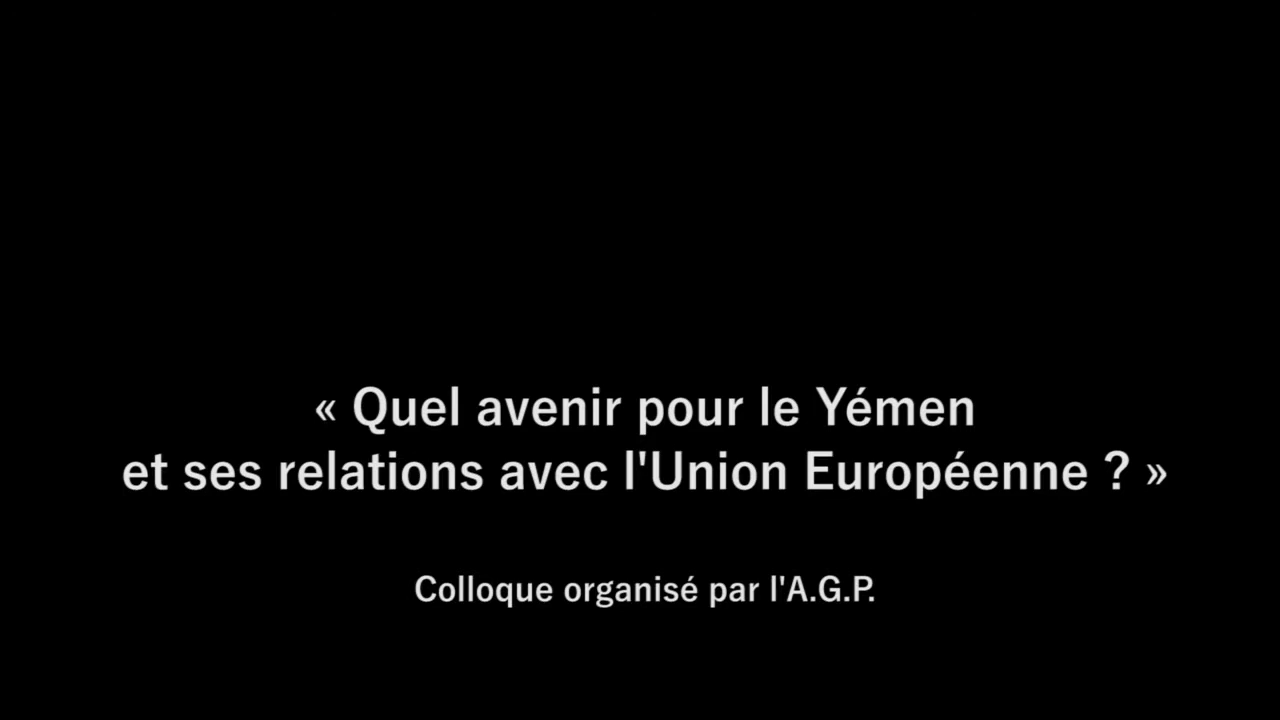 « Quel avenir pour le Yémen
et ses relations avec l'Union Européenne ? »
Colloque organisé par l'A.G.P.